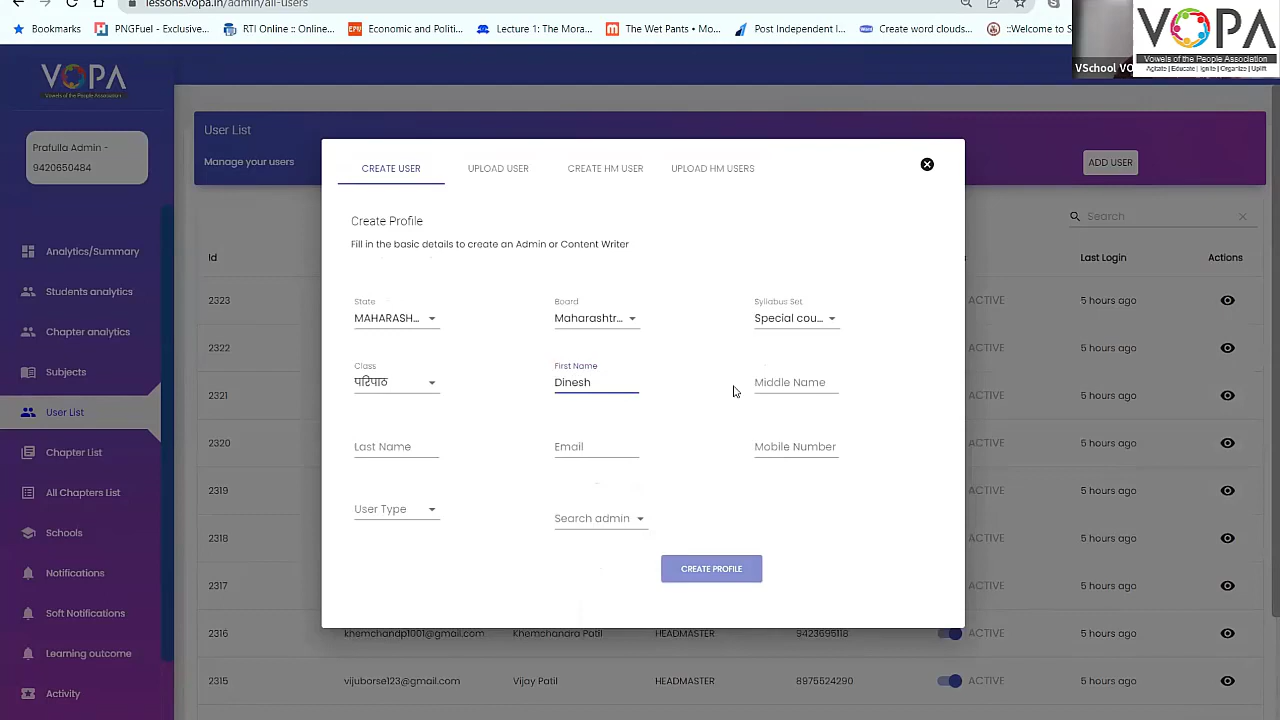 lessons.vopa.in/admin/all-users
Bookmarks PNGFuel - Exclusive... RTI Online :: Onlin... Economic and Politi... Lecture 1: The Mora... The Wet Pants • Mo... Post Independent I... Create word clouds... ::Welcome to S
VOPA
Vowels of the People Association
Agitate | Educate | Ignite | Organize | Uplift
VSchool VO
VOPA
Vowels of the People Association
Prafulla Admin -
9420650484
Analytics/Summary
Students analytics
Chapter analytics
Subjects
User List
Chapter List
All Chapters List
Schools
Notifications
Soft Notifications
Learning outcome
Activity
User List
Manage your users
ADD USER
Search
CREATE USER UPLOAD USER CREATE HM USER UPLOAD HM USERS
Create Profile
Fill in the basic details to create an Admin or Content Writer
State Board Syllabus Set
MAHARASH... Maharashtr... Special cou...
Class First Name
परिपाठ Dinesh Middle Name
Last Name Email Mobile Number
User Type Search admin
CREATE PROFILE
Id s Last Login Actions
2323 ACTIVE 5 hours ago
2322 ACTIVE 5 hours ago
2321 ACTIVE 5 hours ago
2320 ACTIVE 5 hours ago
2319 ACTIVE 5 hours ago
2318 ACTIVE 5 hours ago
2317 ACTIVE 5 hours ago
2316 khemchandp1001@gmail.com Khemchandra Patil HEADMASTER 9423695118 ACTIVE 5 hours ago
2315 vijuborse123@gmail.com Vijay Patil HEADMASTER 8975524290 ACTIVE 5 hours ago